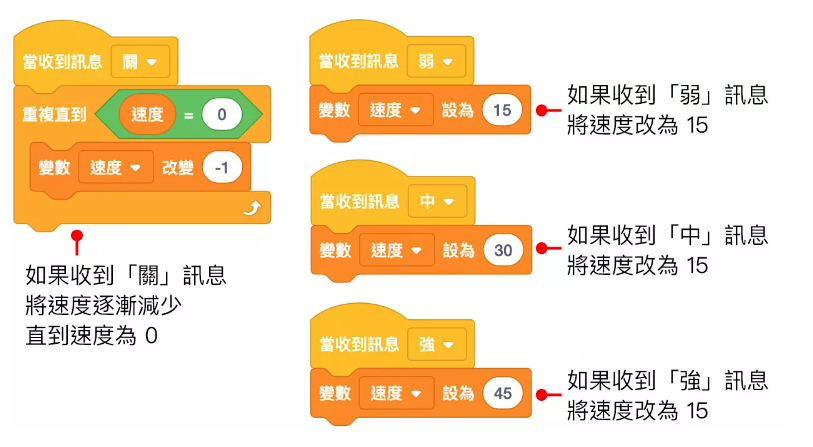 當收到訊息 關
重複直到 速度 = 0
變數 速度 改變 -1
如果收到「關」訊息
將速度逐漸減少
直到速度為 0
當收到訊息 弱
變數 速度 設為 15
如果收到「弱」訊息
將速度改為 15
當收到訊息 中
變數 速度 設為 30
如果收到「中」訊息
將速度改為 15
當收到訊息 強
變數 速度 設為 45
如果收到「強」訊息
將速度改為 15